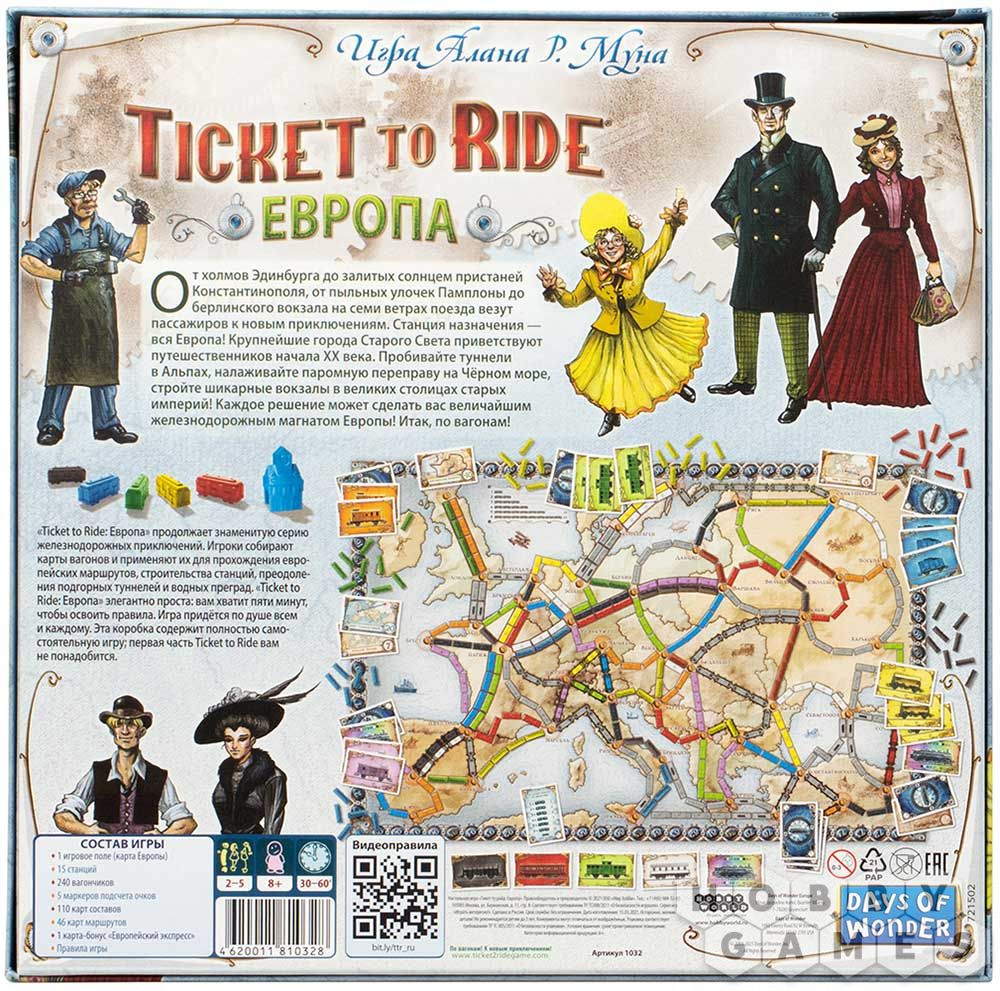 Игра Алана Р. Муна
TICKET TO RIDE
ЕВРОПА
От холмов Эдинбурга до залитых солнцем пристаней
Константинополя, от пыльных улочек Памплоны до
берлинского вокзала на семи ветрах поезда везут
пассажиров к новым приключениям. Станция назначения —
вся Европа! Крупнейшие города Старого Света приветствуют
путешественников начала XX века. Пробивайте туннели
в Альпах, налаживайте паромную переправу на Чёрном море,
стройте шикарные вокзалы в великих столицах старых
империй! Каждое решение может сделать вас величайшим
железнодорожным магнатом Европы! Итак, по вагонам!
«Ticket to Ride: Европа» продолжает знаменитую серию
железнодорожных приключений. Игроки собирают
карты вагонов и применяют их для прохождения евро-
пейских маршрутов, строительства станций, преодоле-
ния подгорных туннелей и водных преград. «Ticket to
Ride: Европа» элегантно проста: вам хватит пяти минут,
чтобы освоить правила. Игра придётся по душе всем
и каждому. Эта коробка содержит полностью само-
стоятельную игру; первая часть Ticket to Ride вам
не понадобится.
СОСТАВ ИГРЫ
• 1 игровое поле (карта Европы)
• 15 станций
• 240 вагончиков
• 5 маркеров подсчета очков
• 110 карт составов
• 46 карт маршрутов
• 1 карта-бонус «Европейский экспресс»
• Правила игры
2–5
8+
30–60'
4 620011 810328
Видеоправила
bit.ly/ttr_ru
По вагонам! К новым приключениям!
www.ticket2ridegame.com
Артикул 1032
0-3
21
PAP
EAC
DAYS OF
WONDER
721502
HOBBY
GAMES